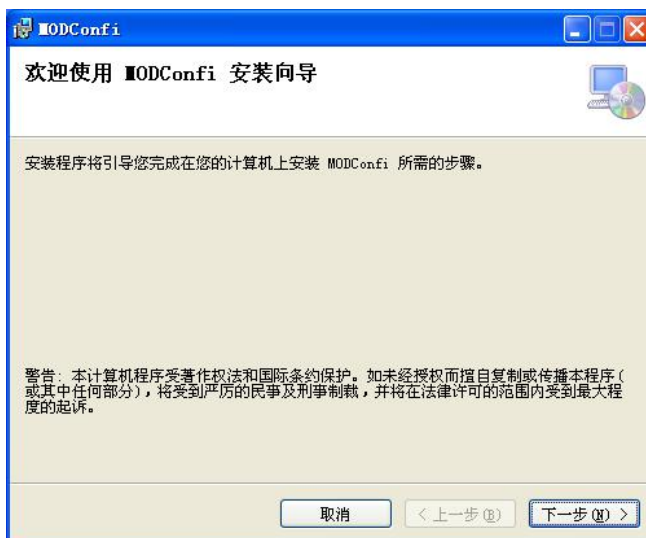 MODConfi
欢迎使用 MODConfi 安装向导
安装程序将引导您完成在您的计算机上安装 MODConfi 所需的步骤。
警告: 本计算机程序受著作权法和国际条约保护。如未经授权而擅自复制或传播本程序(
或其中任何部分),将受到严厉的民事及刑事制裁,并将在法律许可的范围内受到最大程
度的起诉。
取消
< 上一步(B)
下一步(N) >